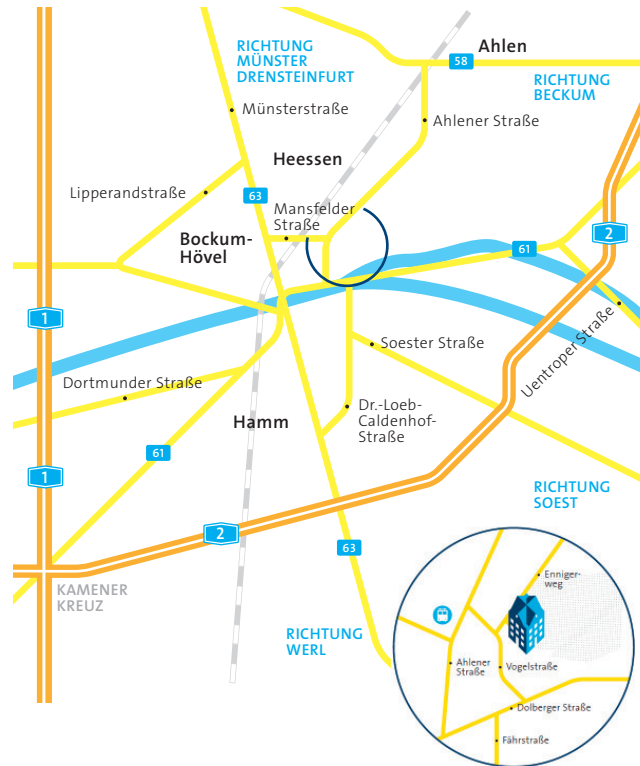 Ahlen
RICHTUNG
MÜNSTER
DRENSTEINFURT
58
RICHTUNG
BECKUM
Münsterstraße
Ahlener Straße
Heessen
Lipperandstraße
63
Mansfelder
Straße
Bockum-
Hövel
2
61
1
Uentroper Straße
Soester Straße
Dortmunder Straße
Dr.-Loeb-
Caldenhof-
Straße
Hamm
61
1
RICHTUNG
SOEST
2
63
KAMENER
KREUZ
Enniger-
weg
RICHTUNG
WERL
Ahlener
Straße
Vogelstraße
Dolberger Straße
Fährstraße